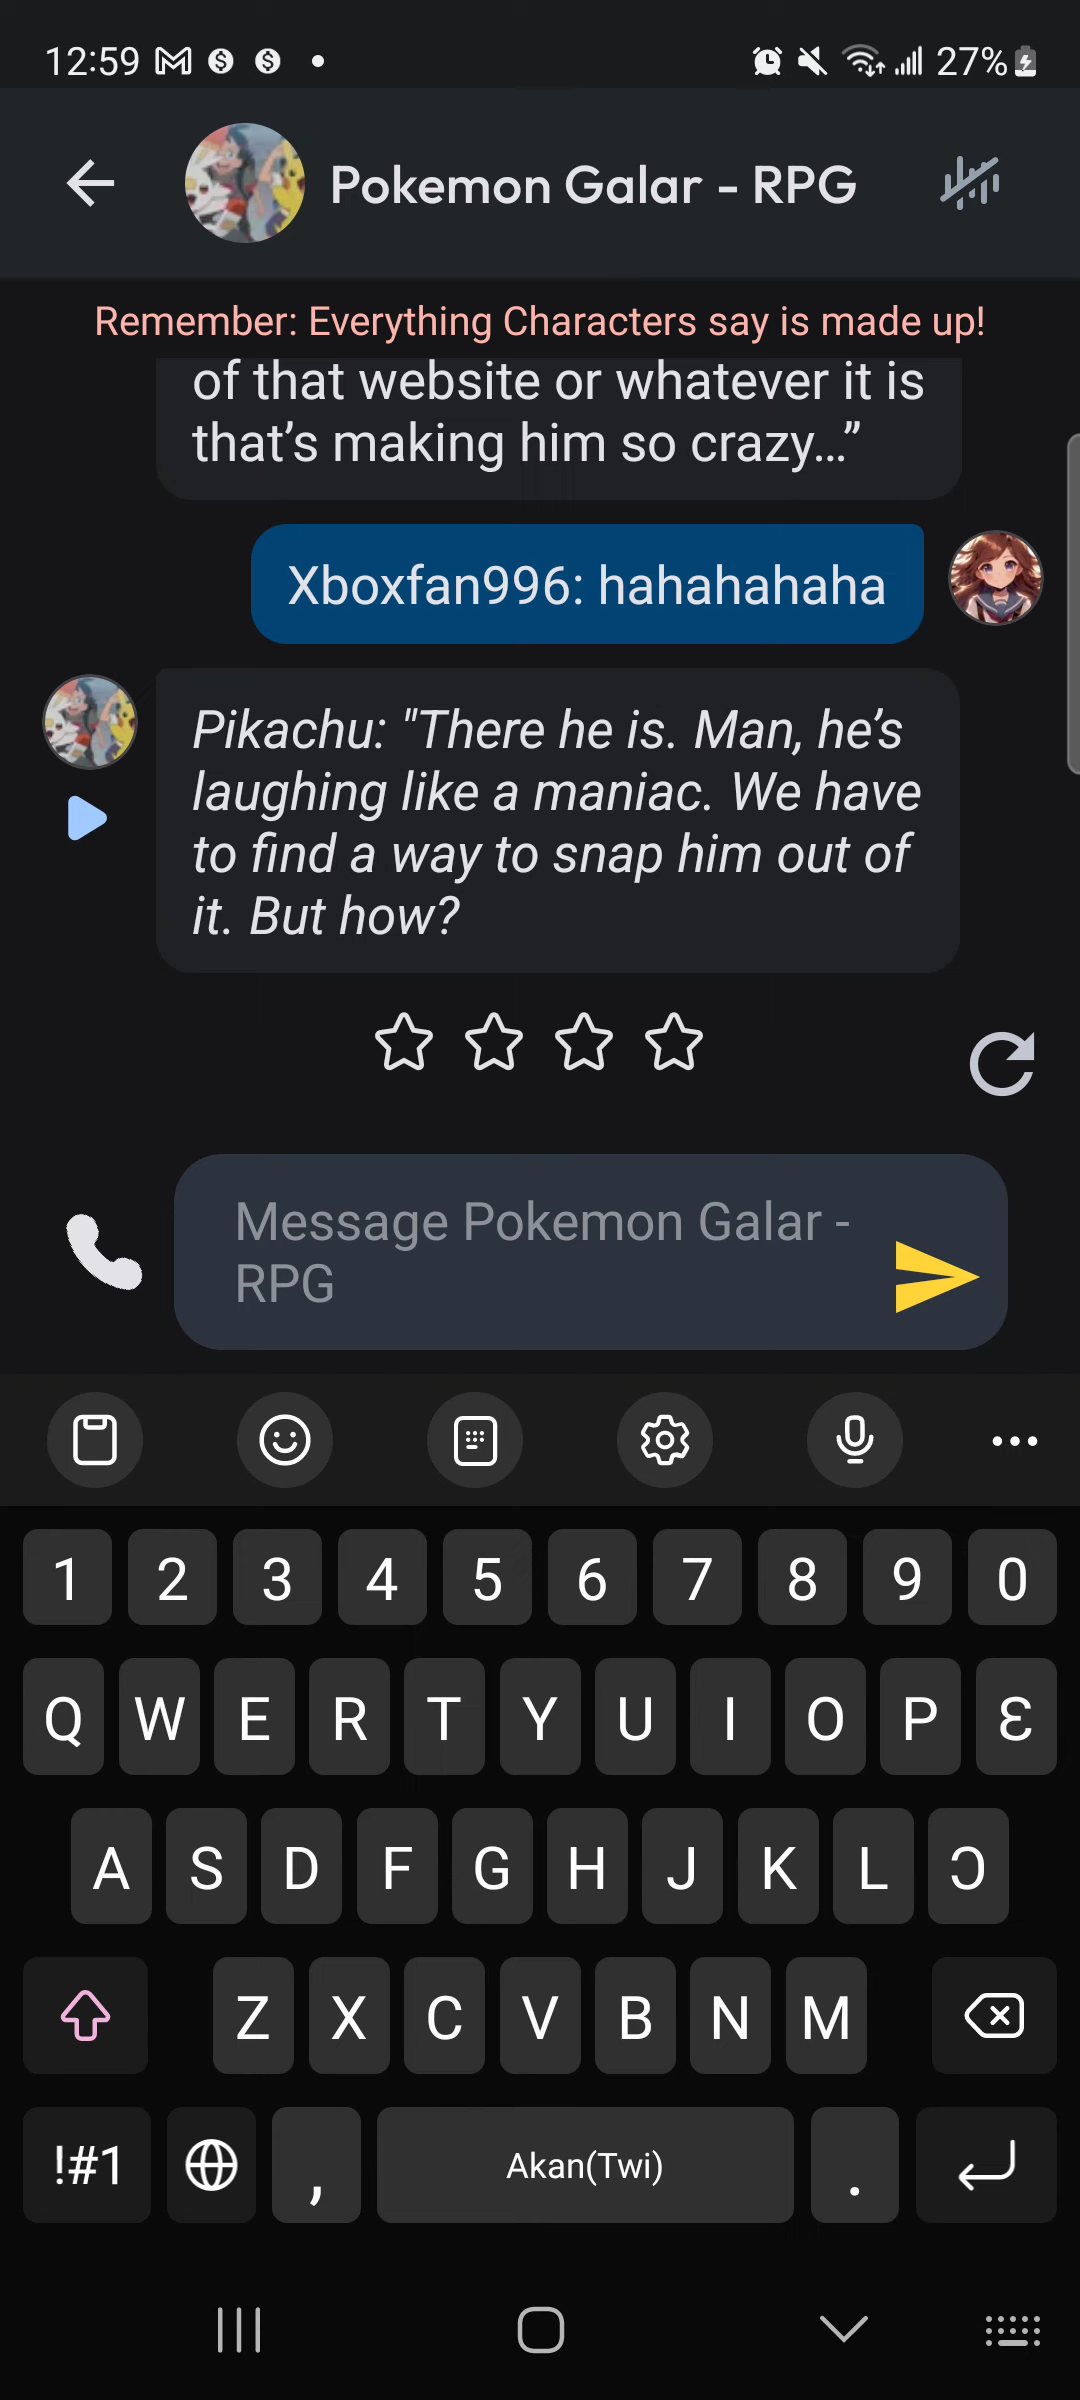 12:59
27%
Pokemon Galar - RPG
Remember: Everything Characters say is made up!
of that website or whatever it is
that’s making him so crazy…”
Xboxfan996: hahahahaha
Pikachu: "There he is. Man, he’s
laughing like a maniac. We have
to find a way to snap him out of
it. But how?
Message Pokemon Galar -
RPG
1 2 3 4 5 6 7 8 9 0
Q W E R T Y U I O P Ɛ
A S D F G H J K L Ɔ
Z X C V B N M
!#1 , Akan(Twi) .